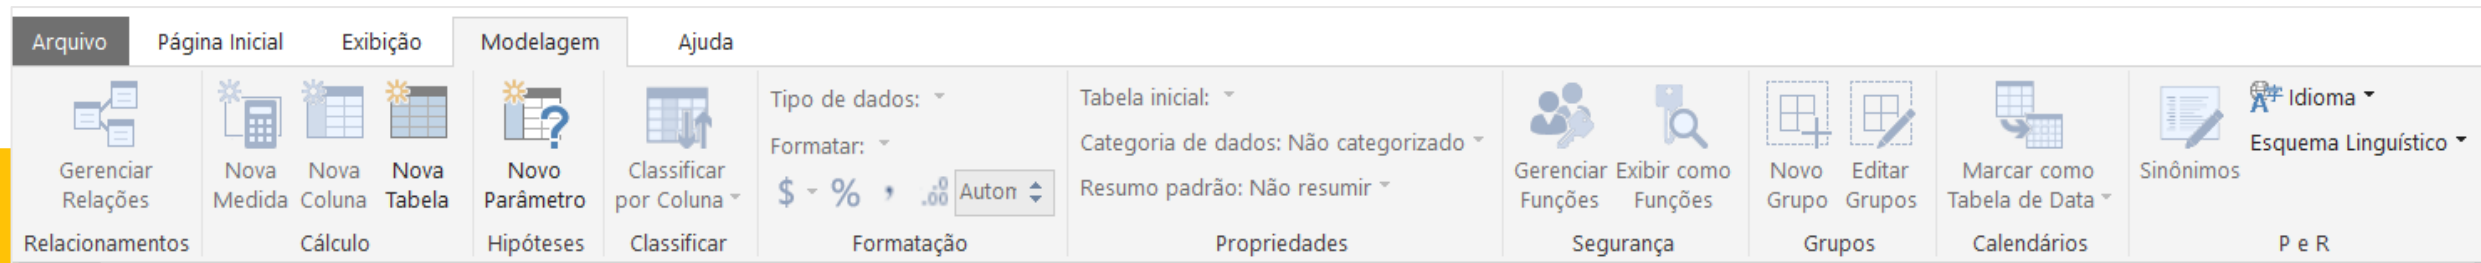 Arquivo Página Inicial Exibição Modelagem Ajuda
Gerenciar
Relações
Relacionamentos
Nova
Medida
Nova
Coluna
Nova
Tabela
Cálculo
Novo
Parâmetro
Hipóteses
Classificar
por Coluna
Classificar
Tipo de dados:
Formatar:
$ % , .00 Autom
Formatação
Tabela inicial:
Categoria de dados: Não categorizado
Resumo padrão: Não resumir
Propriedades
Gerenciar
Funções
Exibir como
Funções
Segurança
Novo
Grupo
Editar
Grupos
Grupos
Marcar como
Tabela de Data
Calendários
Sinônimos
Idioma
Esquema Linguístico
P e R